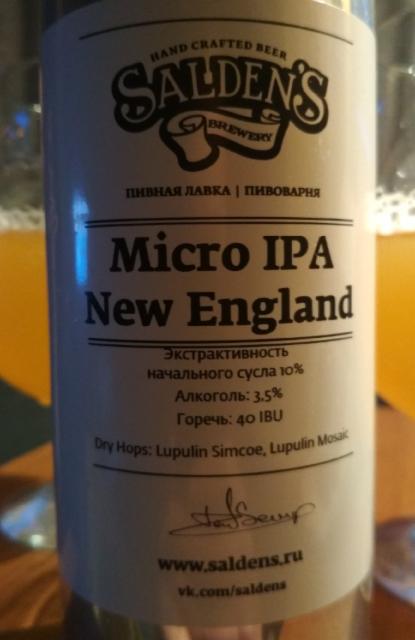 HAND CRAFTED BEER
SALDEN'S
BREWERY
ПИВНАЯ ЛАВКА | ПИВОВАРНЯ
Micro IPA
New England
Экстрактивность
начального сусла 10%
Алкоголь: 3,5%
Горечь: 40 IBU
Dry Hops: Lupulin Simcoe, Lupulin Mosaic
www.saldens.ru
vk.com/saldens